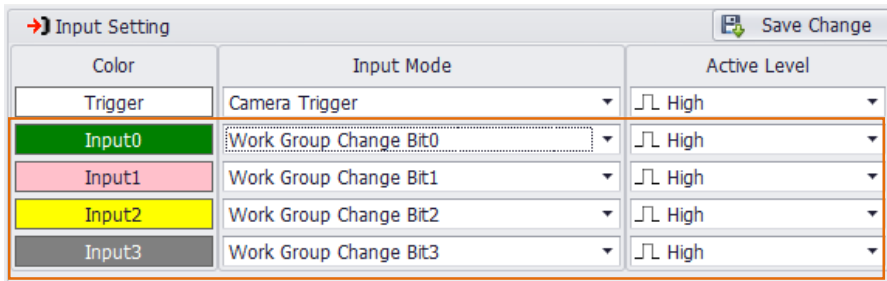 Input Setting Save Change
Color Input Mode Active Level
Trigger Camera Trigger High
Input0 Work Group Change Bit0 High
Input1 Work Group Change Bit1 High
Input2 Work Group Change Bit2 High
Input3 Work Group Change Bit3 High